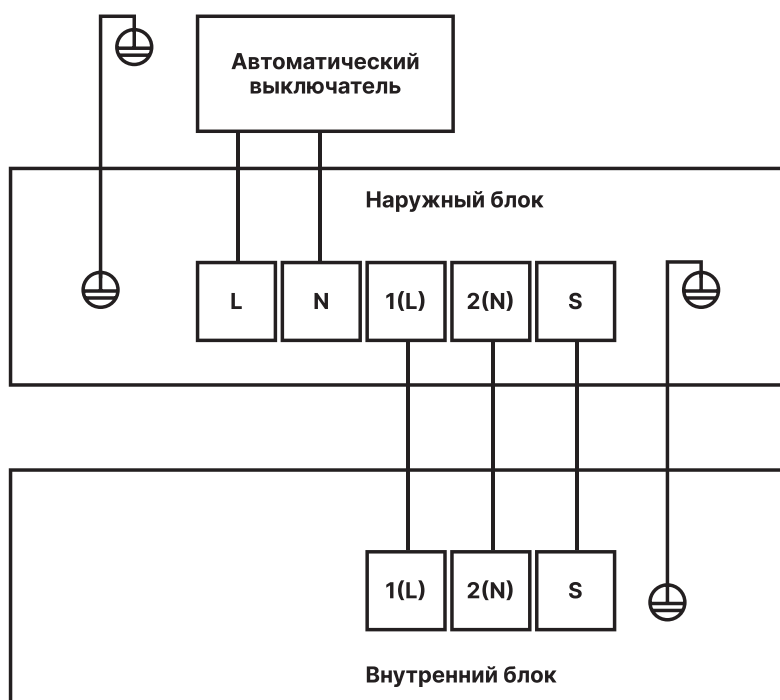 Автоматический
выключатель
Наружный блок
L N 1(L) 2(N) S
1(L) 2(N) S
Внутренний блок